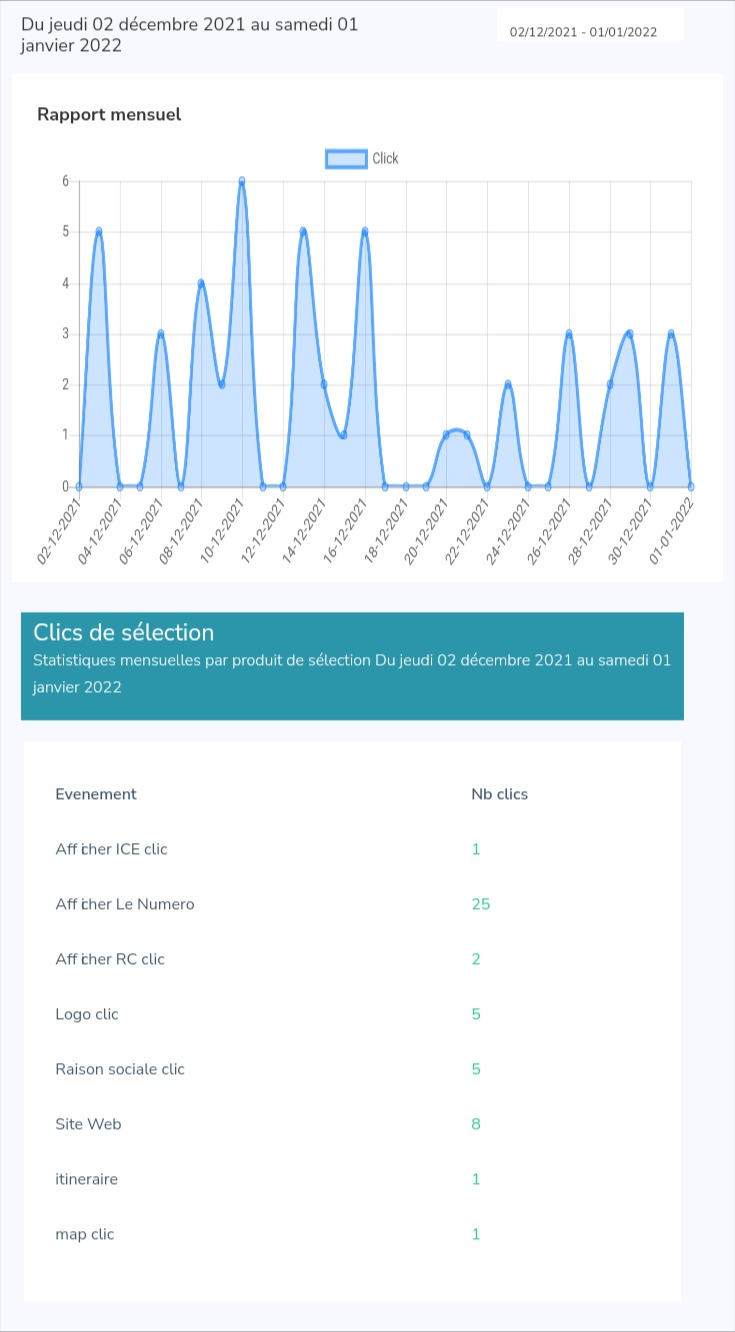 Du jeudi 02 décembre 2021 au samedi 01
janvier 2022
02/12/2021 - 01/01/2022
Rapport mensuel
Click
6
5
4
3
2
1
0
02-12-2021
04-12-2021
06-12-2021
08-12-2021
10-12-2021
12-12-2021
14-12-2021
16-12-2021
18-12-2021
20-12-2021
22-12-2021
24-12-2021
26-12-2021
28-12-2021
30-12-2021
01-01-2022
Clics de sélection
Statistiques mensuelles par produit de sélection Du jeudi 02 décembre 2021 au samedi 01
janvier 2022
Evenement Nb clics
Afficher ICE clic 1
Afficher Le Numero 25
Afficher RC clic 2
Logo clic 5
Raison sociale clic 5
Site Web 8
itineraire 1
map clic 1